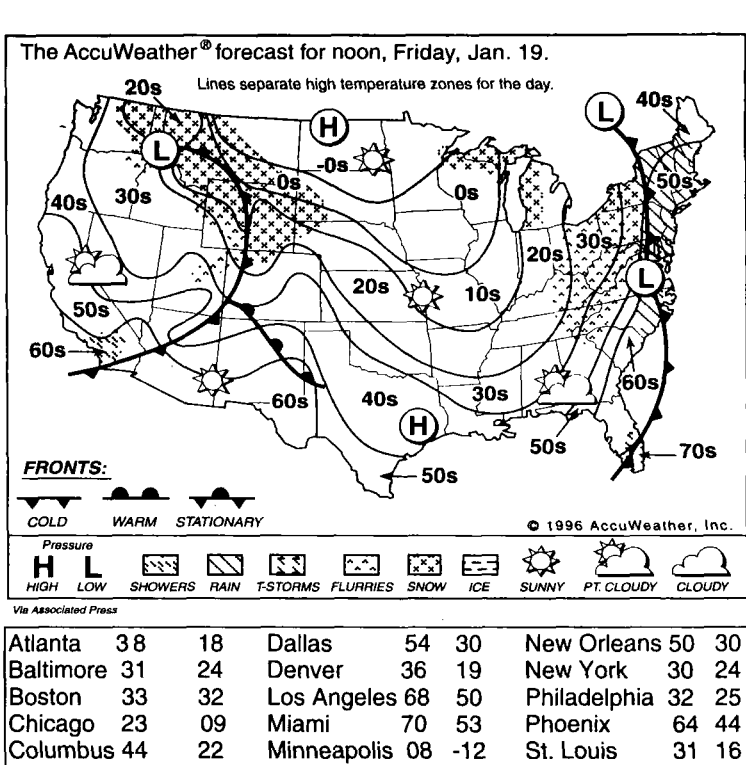 The AccuWeather® forecast for noon, Friday, Jan. 19.
Lines separate high temperature zones for the day.
20s
40s
H
L
L
-0s
0s
0s
50s
40s
30s
30s
20s
L
20s
10s
50s
60s
60s
40s
30s
60s
H
50s
70s
50s
FRONTS:
COLD WARM STATIONARY
© 1996 AccuWeather, Inc.
Pressure
H L
HIGH LOW SHOWERS RAIN T-STORMS FLURRIES SNOW ICE SUNNY PT. CLOUDY CLOUDY
Via Associated Press
Atlanta 38 18 Dallas 54 30 New Orleans 50 30
Baltimore 31 24 Denver 36 19 New York 30 24
Boston 33 32 Los Angeles 68 50 Philadelphia 32 25
Chicago 23 09 Miami 70 53 Phoenix 64 44
Columbus 44 22 Minneapolis 08 -12 St. Louis 31 16